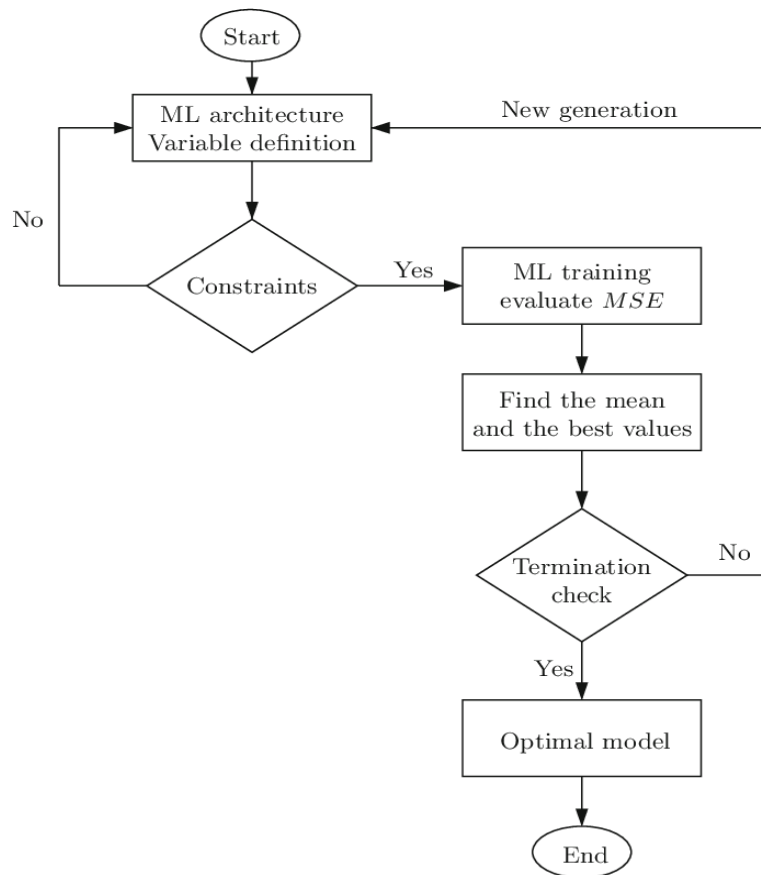 Start
ML architecture
Variable definition
New generation
No
Constraints
Yes
ML training
evaluate MSE
Find the mean
and the best values
Termination
check
No
Yes
Optimal model
End